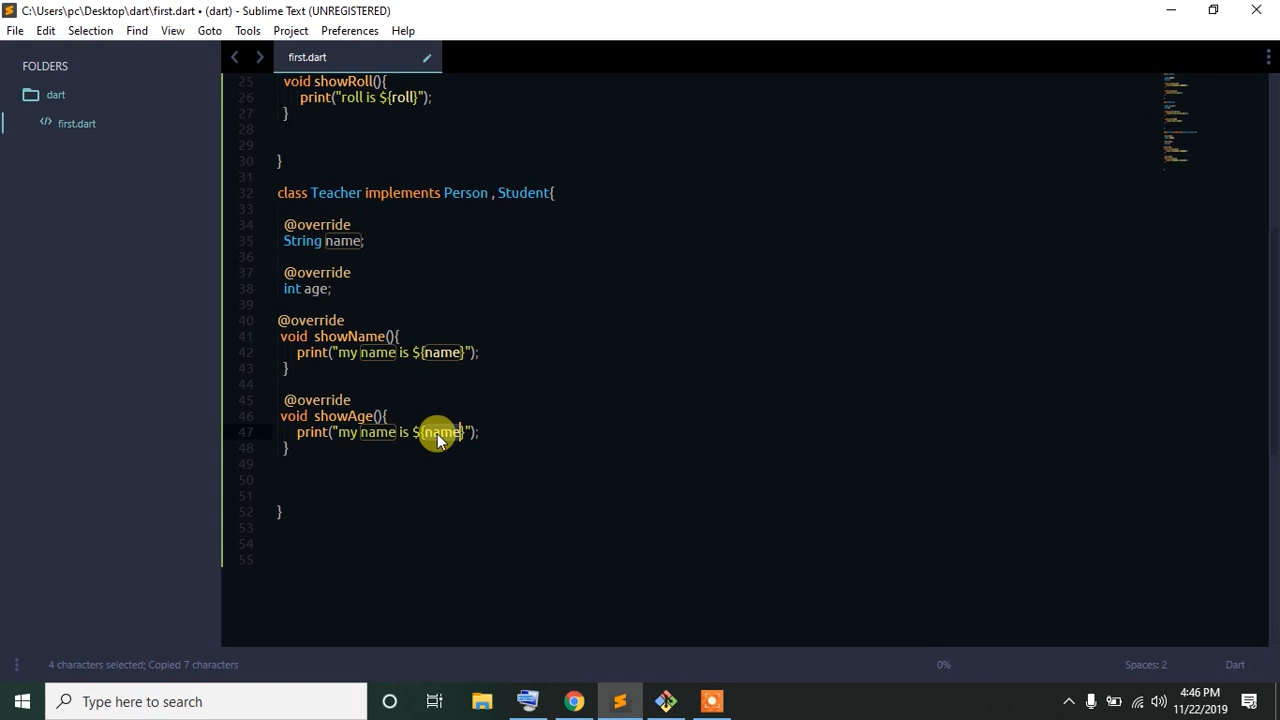 C:\Users\pc\Desktop\dart\first.dart • (dart) - Sublime Text (UNREGISTERED)
File Edit Selection Find View Goto Tools Project Preferences Help
FOLDERS
dart
first.dart
first.dart
25 void showRoll(){
26 print("roll is ${roll}");
27 }
28
29
30 }
31
32 class Teacher implements Person , Student{
33
34 @override
35 String name;
36
37 @override
38 int age;
39
40 @override
41 void showName(){
42 print("my name is ${name}");
43 }
44
45 @override
46 void showAge(){
47 print("my name is ${name}");
48 }
49
50
51
52 }
53
54
55
4 characters selected; Copied 7 characters
0%
Spaces: 2
Dart
Type here to search
4:46 PM
11/22/2019